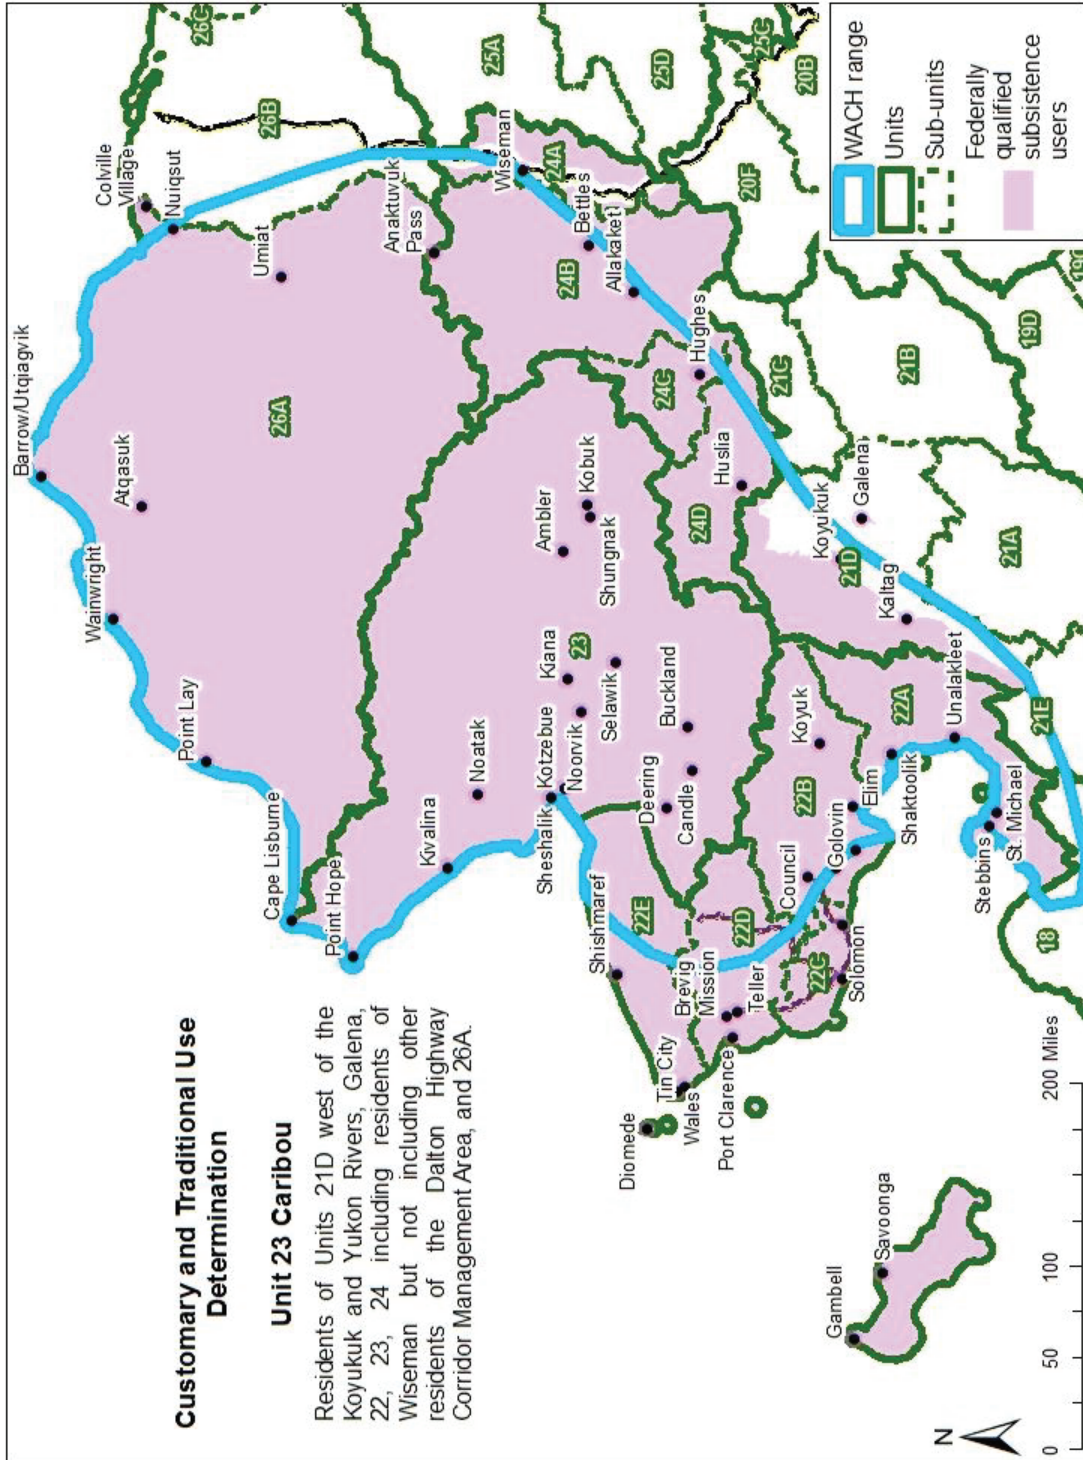 Customary and Traditional Use
Determination
Unit 23 Caribou
Residents of Units 21D west of the
Koyukuk and Yukon Rivers, Galena,
22, 23, 24 including residents of
Wiseman but not including other
residents of the Dalton Highway
Corridor Management Area, and 26A.
Barrow/Utqiagvik
Wainwright
Atqasuk
Point Lay
Cape Lisburne
Point Hope
Colville
Village
Nuiqsut
Umiat
Anaktuvuk
Pass
Wiseman
Bettles
Allakaket
Hughes
Huslia
Koyukuk
Galena
Kaltag
Kivalina
Noatak
Sheshalik
Kotzebue
Noorvik
Kiana
Selawik
Ambler
Kobuk
Shungnak
Buckland
Deering
Candle
Shishmaref
Brevig
Mission
Teller
Tin City
Wales
Port Clarence
Diomede
Council
Solomon
Golovin
Elim
Koyuk
Shaktoolik
Unalakleet
St. Michael
Stebbins
Gambell
Savoonga
26C
26B
26A
25A
25D
25C
20B
20F
24A
24B
24C
24D
23
21C
21B
21D
21A
21E
19D
19C
22A
22B
22C
22D
22E
18
WACH range
Units
Sub-units
Federally
qualified
subsistence
users
N
0 50 100 200 Miles